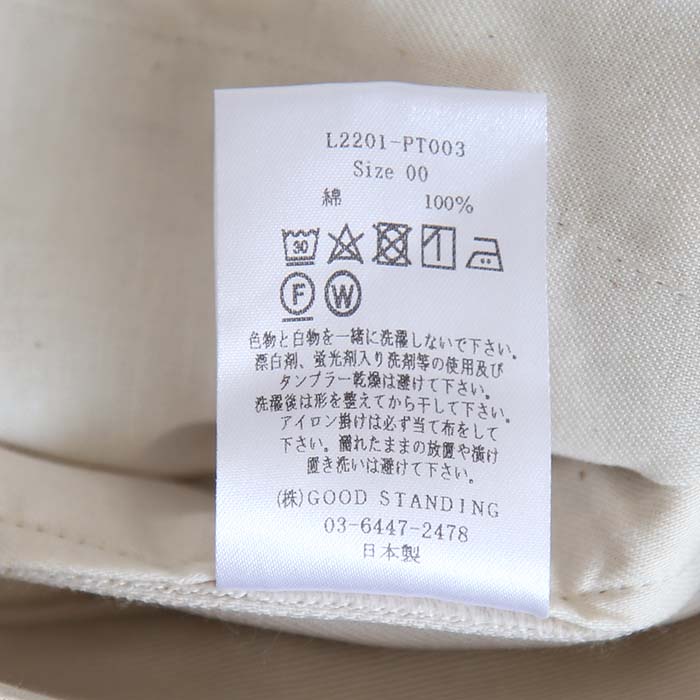 L2201-PT003
Size 00
綿 100%
30
F W
色物と白物を一緒に洗濯しないで下さい。
漂白剤、蛍光剤入り洗剤等の使用及び
タンブラー乾燥は避けて下さい。
洗濯後は形を整えてから干して下さい。
アイロン掛けは必ず当て布をして
下さい。濡れたままの放置や漬け
置き洗いは避けて下さい。
(株)GOOD STANDING
03-6447-2478
日本製